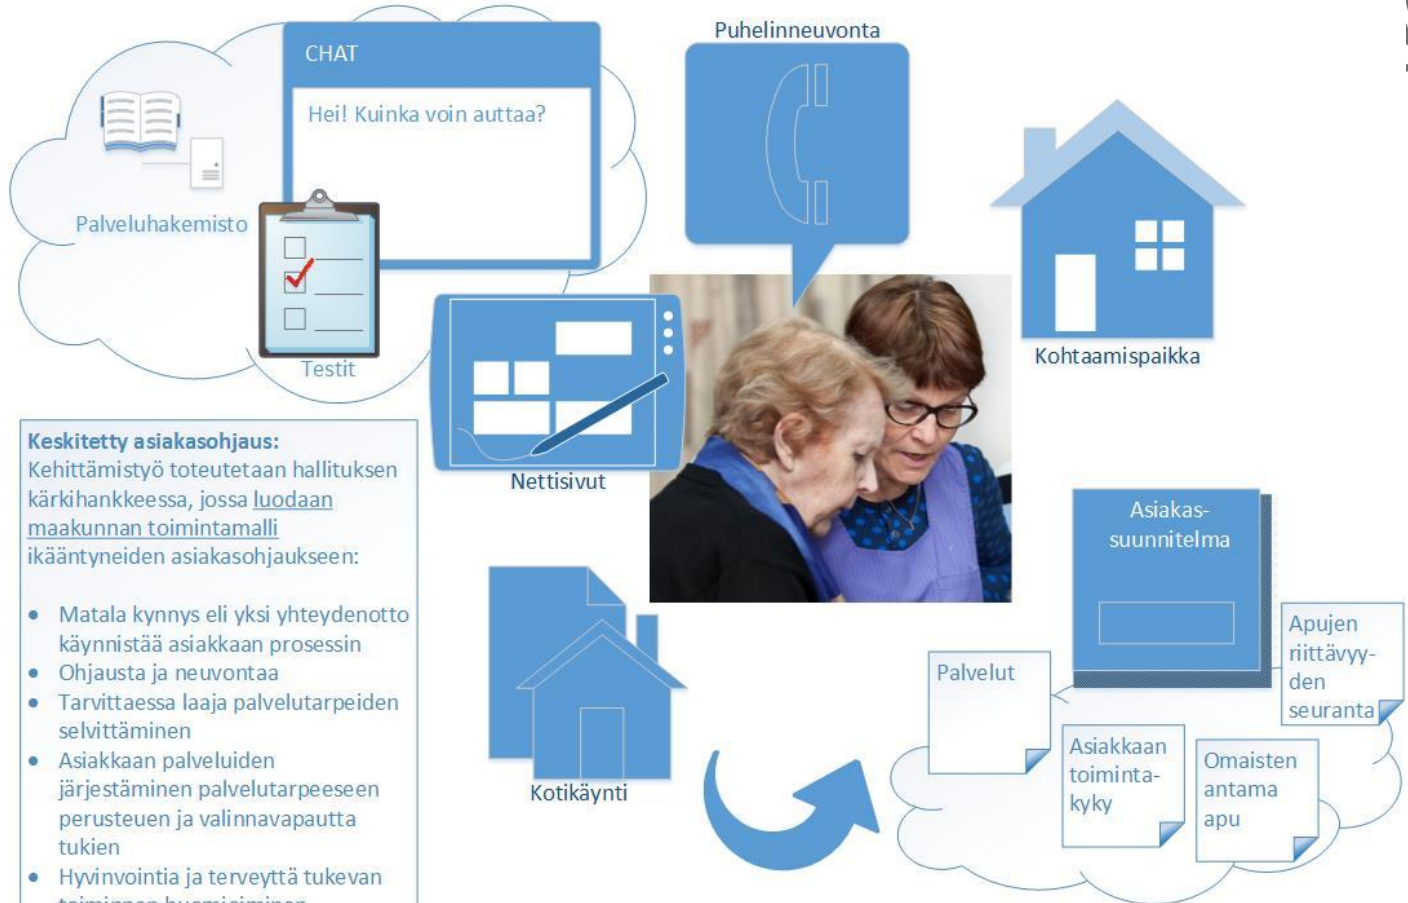 CHAT
Hei! Kuinka voin auttaa?
Palveluhakemisto
Testit
Puhelinneuvonta
Kohtaamispaikka
Nettisivut
Keskitetty asiakasohjaus:
Kehittämistyö toteutetaan hallituksen
kärkihankkeessa, jossa luodaan
maakunnan toimintamalli
ikääntyneiden asiakasohjaukseen:
• Matala kynnys eli yksi yhteydenotto
käynnistää asiakkaan prosessin
• Ohjausta ja neuvontaa
• Tarvittaessa laaja palvelutarpeiden
selvittäminen
• Asiakkaan palveluiden
järjestäminen palvelutarpeeseen
perusteuen ja valinnavapautta
tukien
• Hyvinvointia ja terveyttä tukevan
Kotikäynti
Asiakas-
suunnitelma
Palvelut
Asiakkaan
toiminta-
kyky
Omaisten
antama
apu
Apujen
riittävyy-
den
seuranta